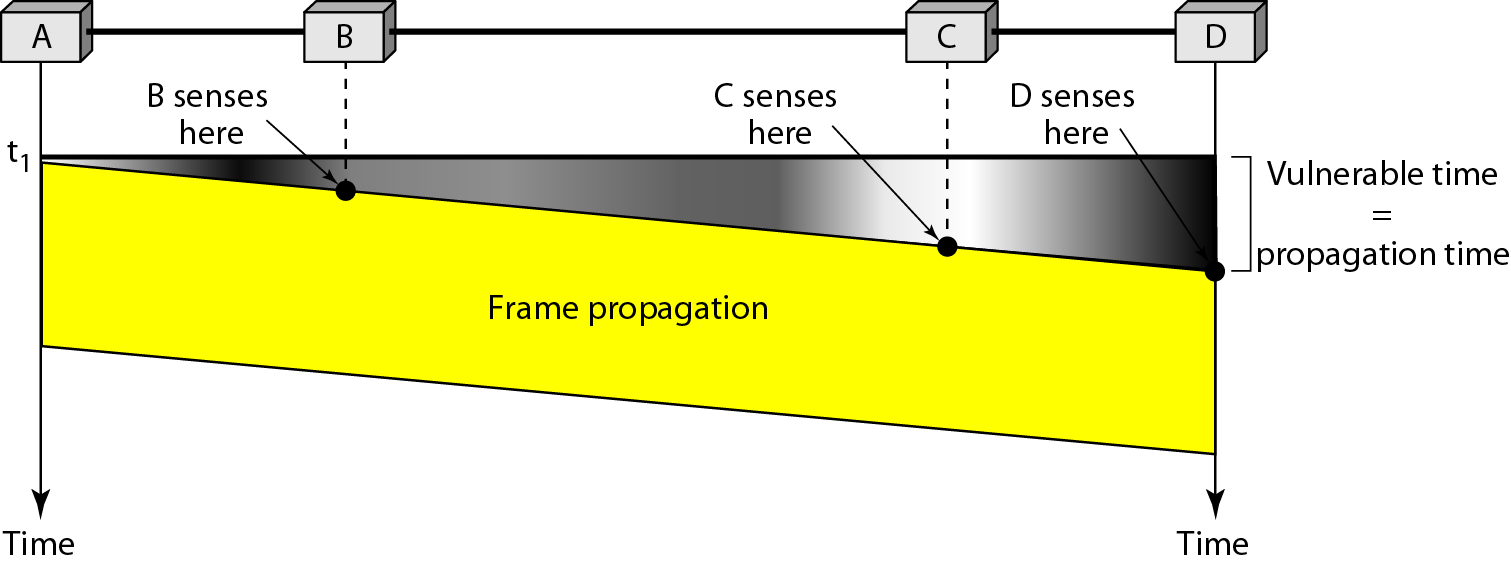 A
B
C
D
B senses
here
C senses
here
D senses
here
t1
Vulnerable time
=
propagation time
Frame propagation
Time
Time